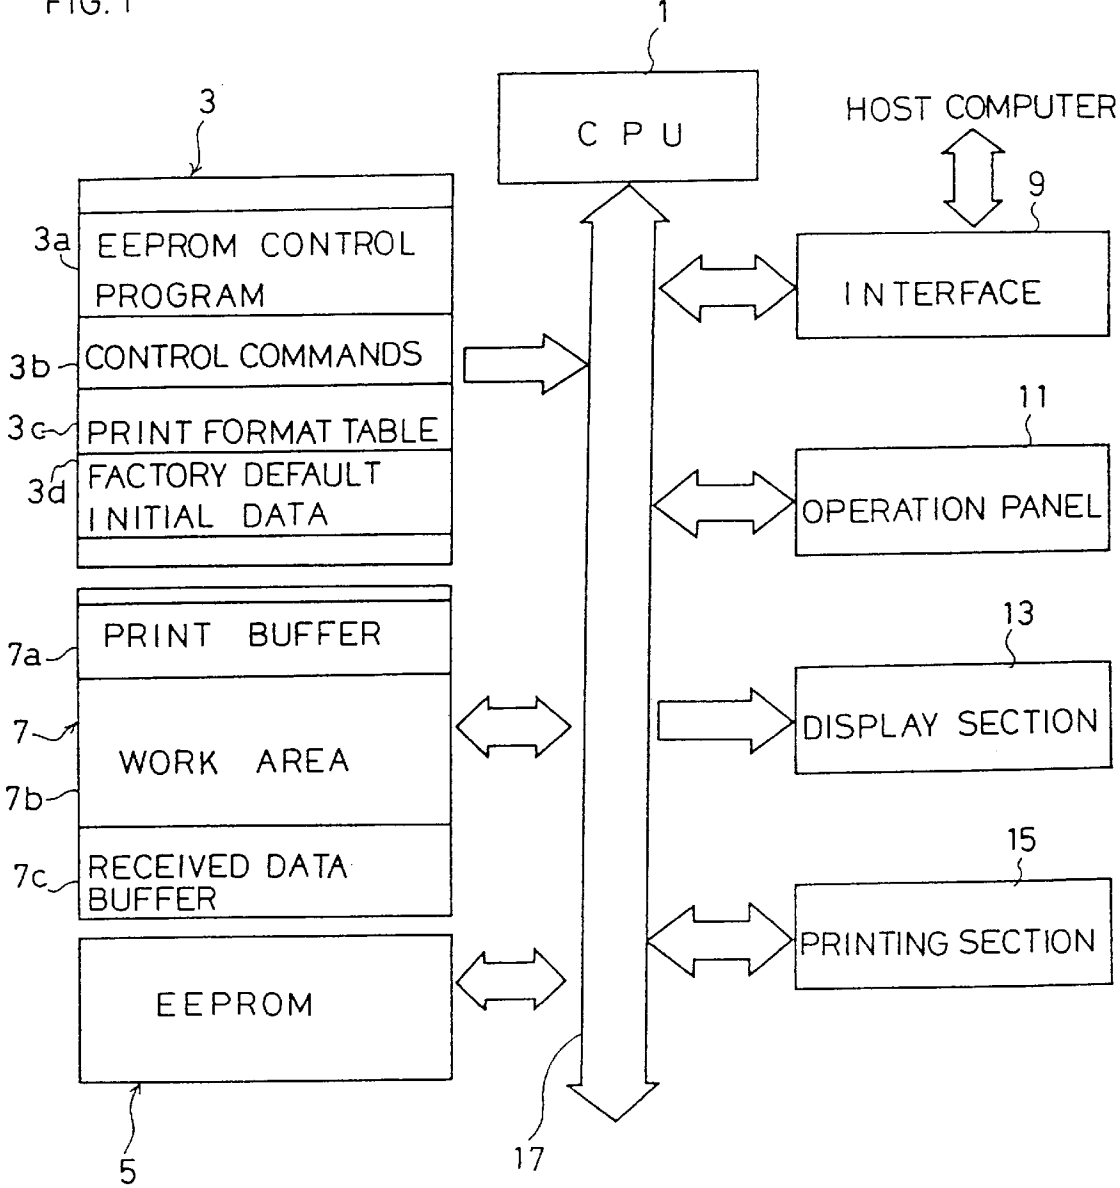 FIG. 1
1
CPU
HOST COMPUTER
3
9
3a
EEPROM CONTROL
PROGRAM
INTERFACE
3b
CONTROL COMMANDS
3c
PRINT FORMAT TABLE
11
3d
FACTORY DEFAULT
INITIAL DATA
OPERATION PANEL
7a
PRINT BUFFER
13
7
WORK AREA
7b
DISPLAY SECTION
7c
RECEIVED DATA
BUFFER
15
PRINTING SECTION
EEPROM
5
17